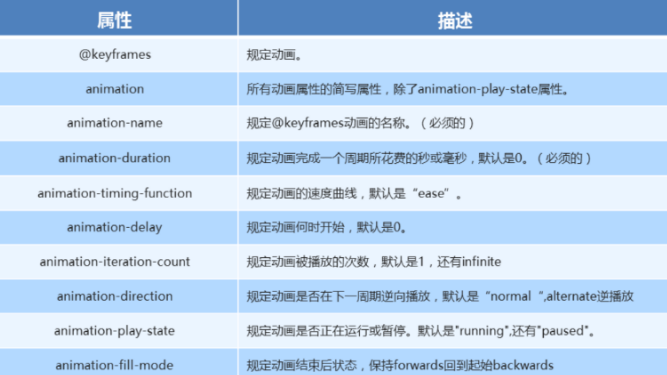 属性 描述
@keyframes 规定动画。
animation 所有动画属性的简写属性，除了animation-play-state属性。
animation-name 规定@keyframes动画的名称。（必须的）
animation-duration 规定动画完成一个周期所花费的秒或毫秒，默认是0。（必须的）
animation-timing-function 规定动画的速度曲线，默认是“ease”。
animation-delay 规定动画何时开始，默认是0。
animation-iteration-count 规定动画被播放的次数，默认是1，还有infinite
animation-direction 规定动画是否在下一周期逆向播放，默认是“normal “,alternate逆播放
animation-play-state 规定动画是否正在运行或暂停。默认是"running",还有"paused"。
animation-fill-mode 规定动画结束后状态，保持forwards回到起始backwards